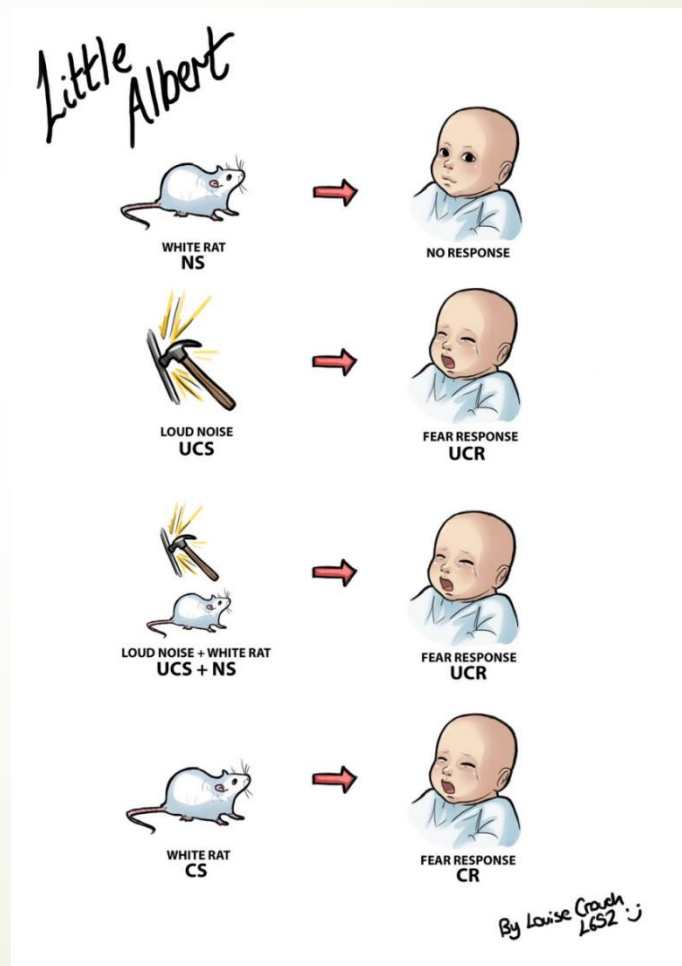 Little
Albert
WHITE RAT
NS
NO RESPONSE
LOUD NOISE
UCS
FEAR RESPONSE
UCR
LOUD NOISE + WHITE RAT
UCS + NS
FEAR RESPONSE
UCR
WHITE RAT
CS
FEAR RESPONSE
CR
By Louise Crouch
L6S2 :)